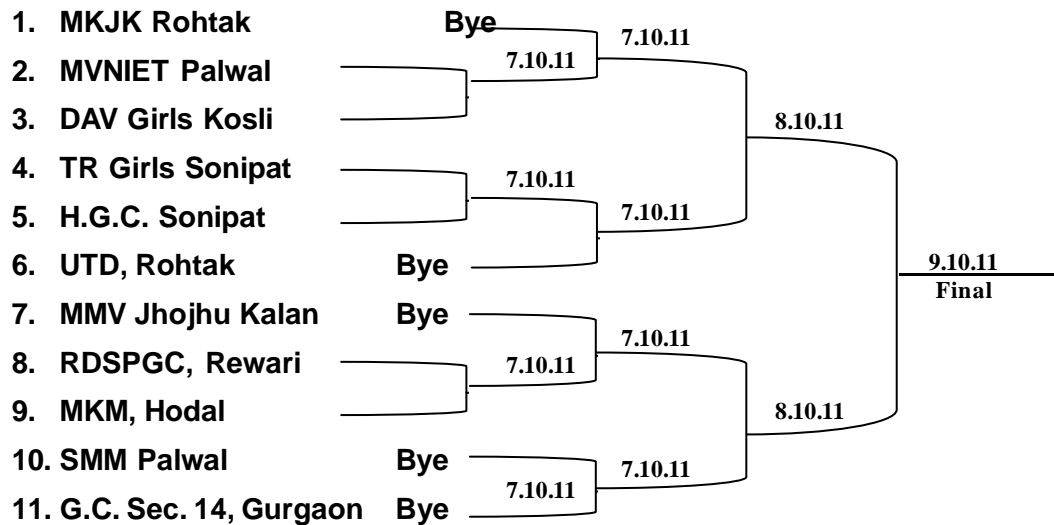 1. MKJK Rohtak Bye
7.10.11
7.10.11
2. MVNIET Palwal
3. DAV Girls Kosli
8.10.11
4. TR Girls Sonipat
7.10.11
5. H.G.C. Sonipat
7.10.11
6. UTD, Rohtak Bye
9.10.11
Final
7. MMV Jhojhu Kalan Bye
7.10.11
8. RDSPGC, Rewari
7.10.11
9. MKM, Hodal
8.10.11
10. SMM Palwal Bye
7.10.11
7.10.11
11. G.C. Sec. 14, Gurgaon Bye